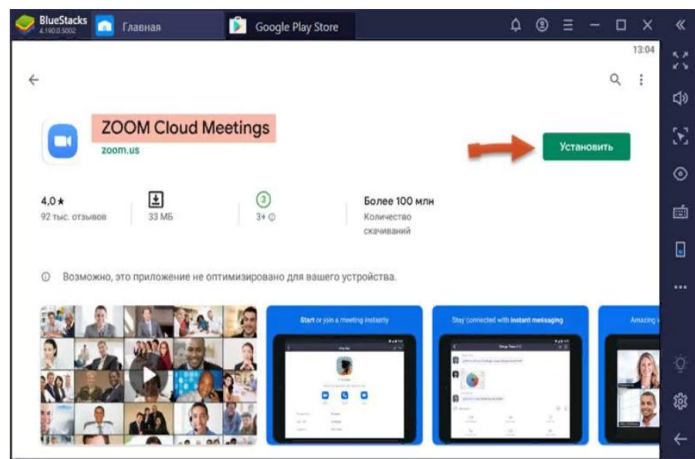 BlueStacks
4.190.0.5002
Главная
Google Play Store
13:04
ZOOM Cloud Meetings
zoom.us
Установить
4,0★
92 тыс. отзывов
33 МБ
3
3+
Более 100 млн
Количество
скачиваний
Возможно, это приложение не оптимизировано для вашего устройства.
Start or join a meeting instantly
Stay connected with instant messaging
Amazing